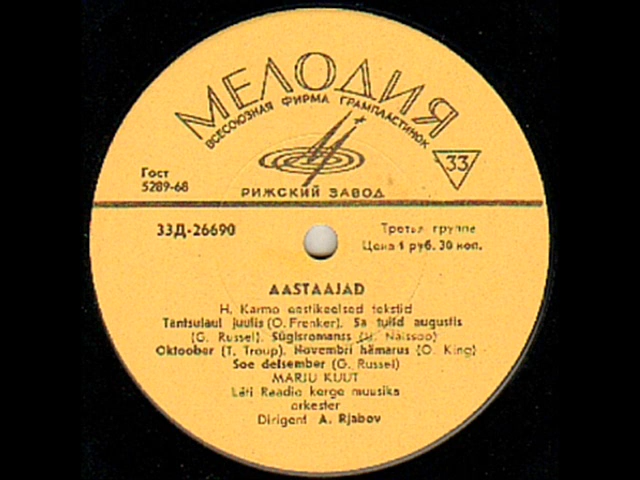 МЕЛОДИЯ
ВСЕСОЮЗНАЯ ФИРМА ГРАМПЛАСТИНОК
33
Гост
5289-68
РИЖСКИЙ ЗАВОД
33Д-26690
Третья группа
Цена 1 руб. 30 коп.
AASTAAJAD
H. Karmo eestikeelsed tekstid
Tantsulaul juulis (O. Frenker). Sa tulid augustis
(G. Russel). Sügisromanss (U. Naissoo)
Oktoober (T. Troup). Novembri hämarus (O. King)
Soe detsember (G. Russel)
MARJU KUUT
Läti Raadio kerge muusika
orkester
Dirigent A. Rjabov